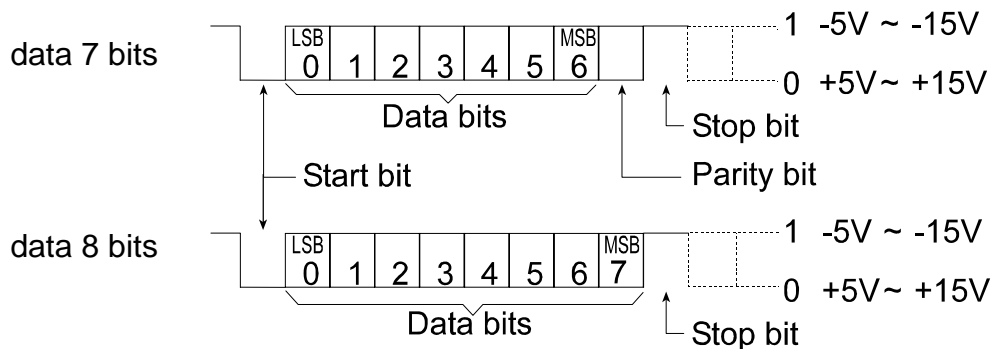 1 -5V ~ -15V
data 7 bits
LSB MSB
0 1 2 3 4 5 6
0 +5V~ +15V
Data bits
Stop bit
Start bit
Parity bit
data 8 bits
1 -5V ~ -15V
LSB MSB
0 1 2 3 4 5 6 7
0 +5V~ +15V
Data bits
Stop bit